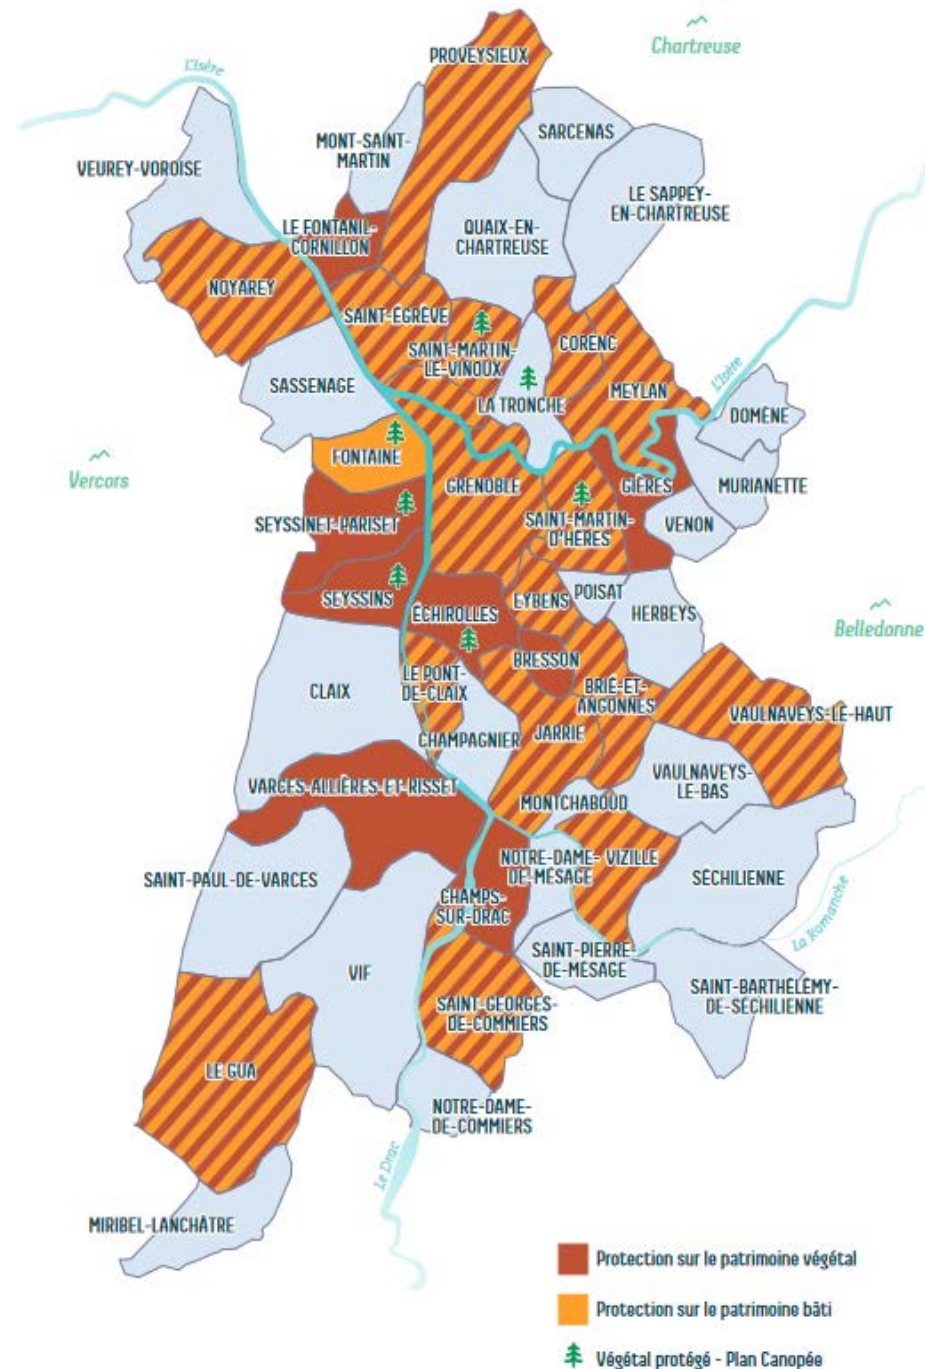 Chartreuse
PROVEYSIEUX
L'Isère
SARCENAS
MONT-SAINT-
MARTIN
VEUREY-VOROISE
LE SAPPEY-
EN-CHARTREUSE
LE FONTANIL-
CORNILLON
QUAIX-EN-
CHARTREUSE
NOYAREY
SAINT-ÉGRÈVE
SAINT-MARTIN-
LE-VINOUX
CORENC
SASSENAGE
MEYLAN
L'Isère
LA TRONCHE
DOMÈNE
FONTAINE
Vercors
GRENOBLE
GIÈRES
MURIANETTE
SEYSSINET-PARISET
SAINT-MARTIN-
D'HÈRES
VENON
SEYSSINS
ÉCHIROLLES
EYBENS
POISAT
HERBEYS
Belledonne
BRESSON
LE PONT-
DE-CLAIX
CLAIX
BRIÉ-ET-
ANGONNES
VAULNAVEYS-LE-HAUT
CHAMPAGNIER
JARRIE
VAULNAVEYS-
LE-BAS
VARCES-ALLIÈRES-ET-RISSET
MONTCHABOUD
NOTRE-DAME-
DE-MÉSAGE
VIZILLE
SÉCHILIENNE
SAINT-PAUL-DE-VARCES
CHAMPS-
SUR-DRAC
La Romanche
SAINT-PIERRE-
DE-MÉSAGE
VIF
SAINT-BARTHÉLÉMY-
DE-SÉCHILIENNE
SAINT-GEORGES-
DE-COMMIERS
LE GUA
NOTRE-DAME-
DE-COMMIERS
Le Drac
MIRIBEL-LANCHÂTRE
Protection sur le patrimoine végétal
Protection sur le patrimoine bâti
Végétal protégé - Plan Canopée